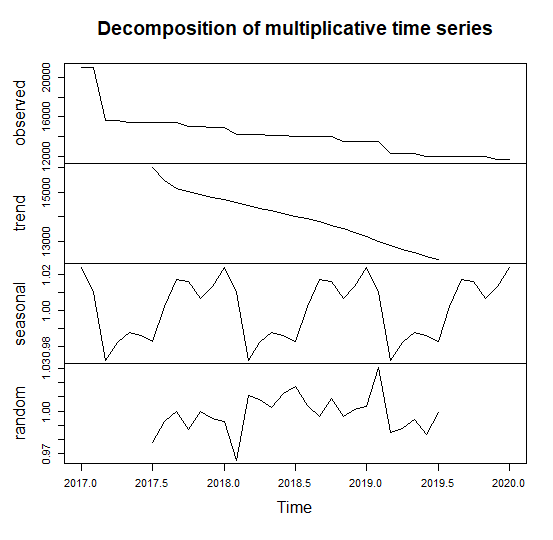 Decomposition of multiplicative time series
observed
12000 16000 20000
trend
13000 15000
seasonal
0.98 1.00 1.02
random
0.97 1.00 1.03
2017.0 2017.5 2018.0 2018.5 2019.0 2019.5 2020.0
Time